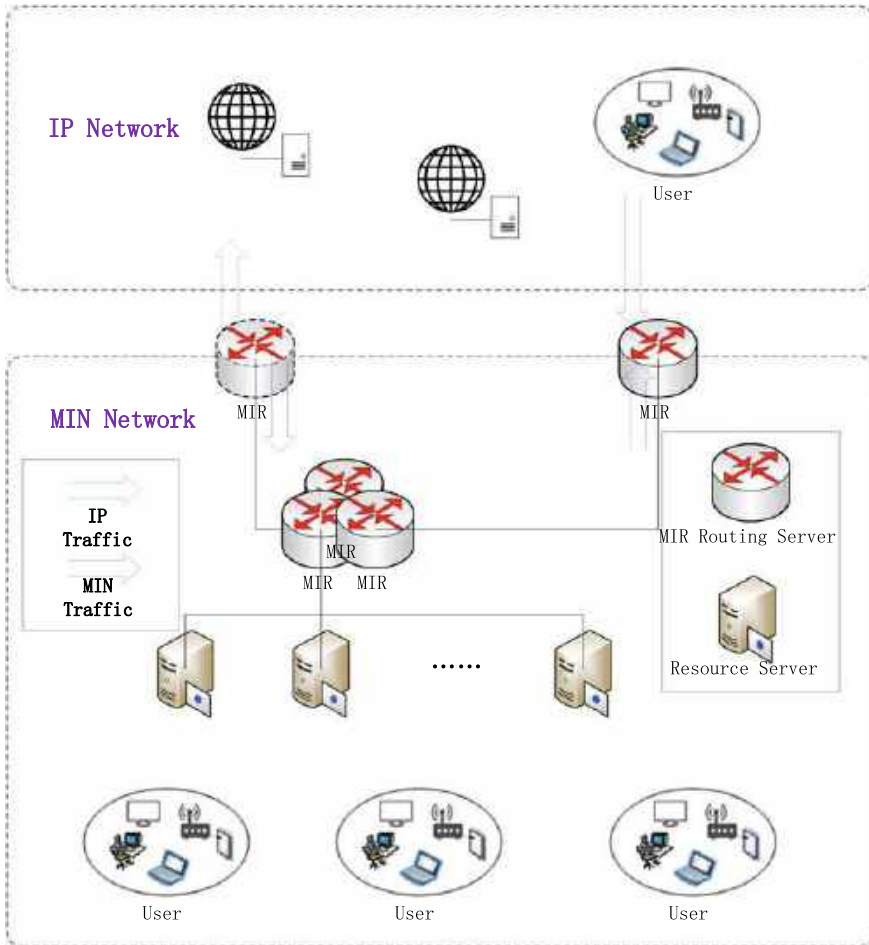 IP Network
User
MIR
MIR
MIN Network
IP
Traffic
MIN
Traffic
MIR
MIR
MIR
MIR Routing Server
Resource Server
......
User
User
User